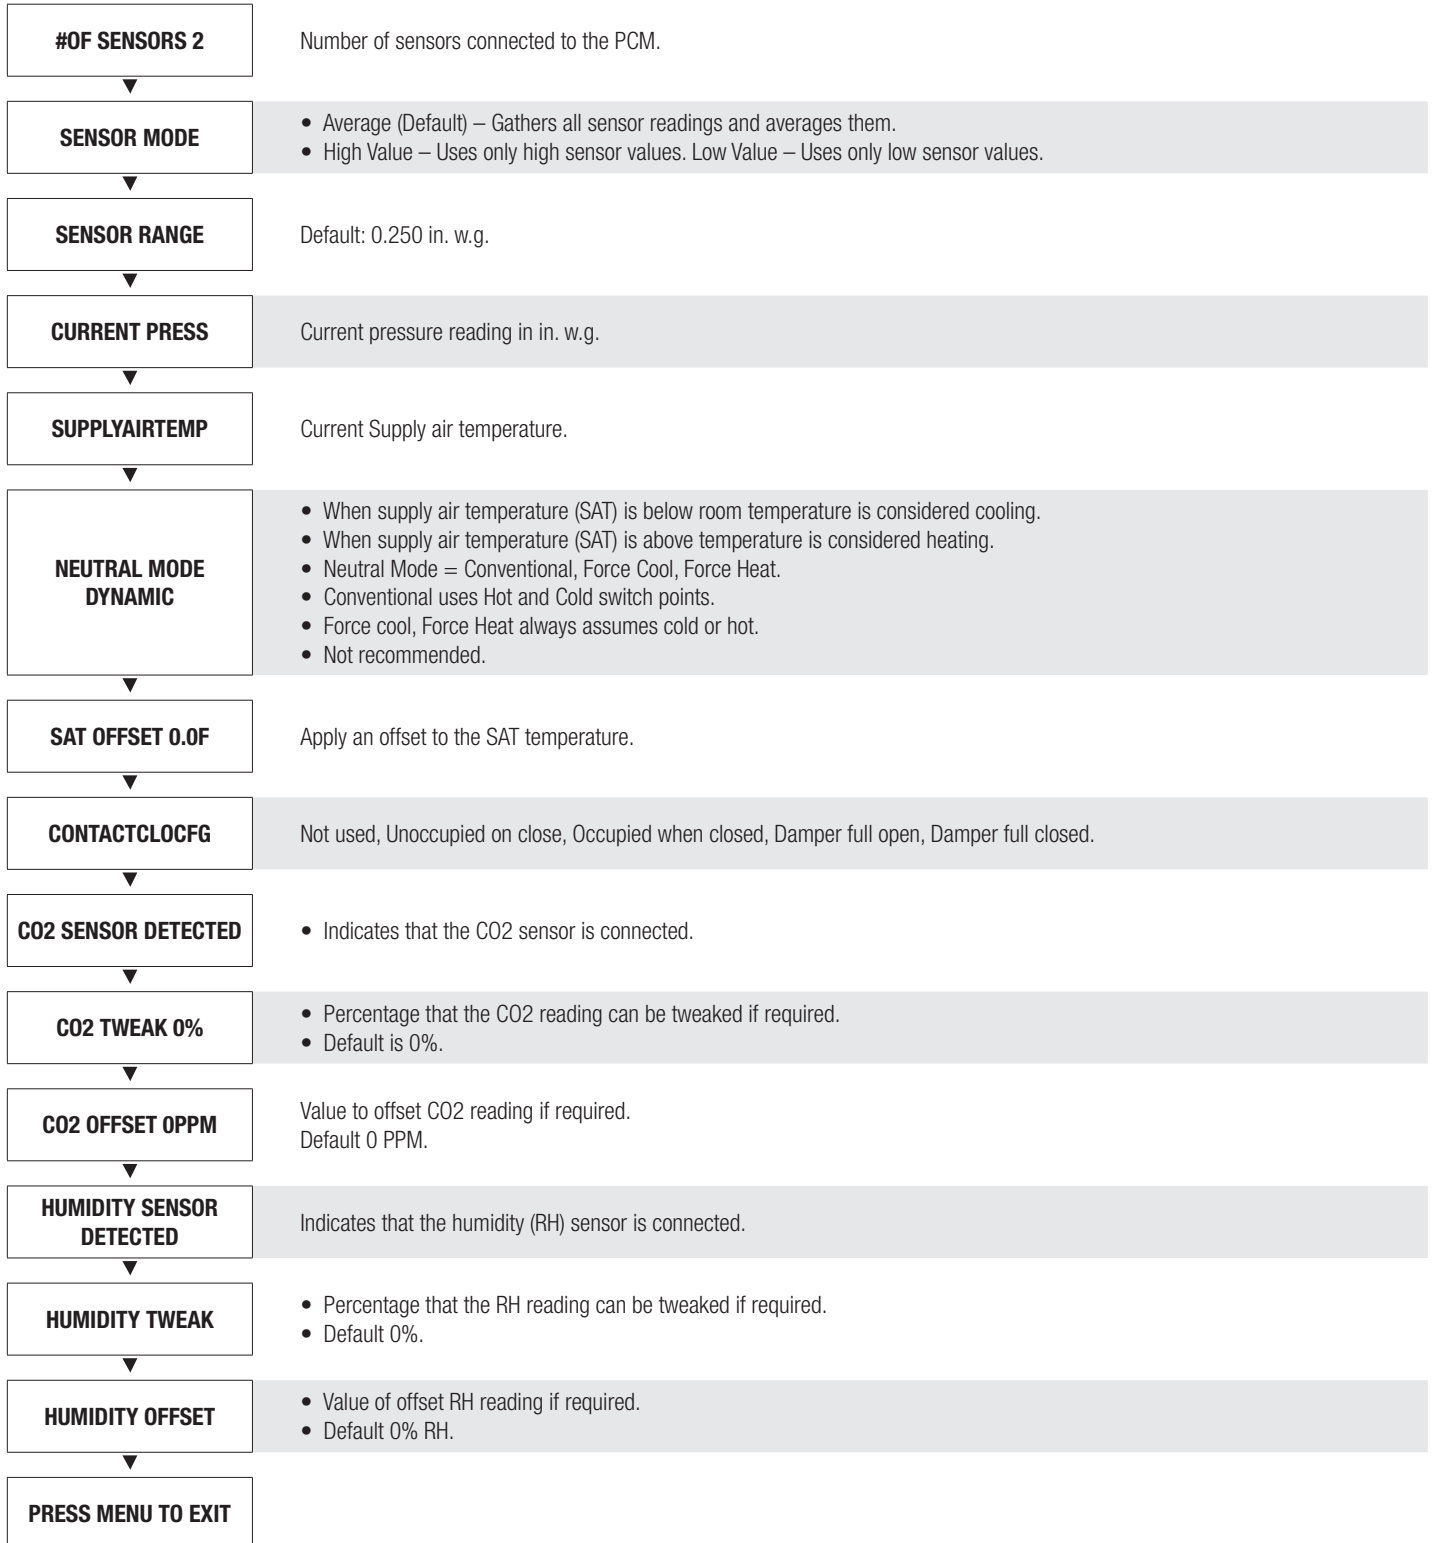 #OF SENSORS 2
Number of sensors connected to the PCM.
SENSOR MODE
• Average (Default) – Gathers all sensor readings and averages them.
• High Value – Uses only high sensor values. Low Value – Uses only low sensor values.
SENSOR RANGE
Default: 0.250 in. w.g.
CURRENT PRESS
Current pressure reading in in. w.g.
SUPPLYAIRTEMP
Current Supply air temperature.
NEUTRAL MODE
DYNAMIC
• When supply air temperature (SAT) is below room temperature is considered cooling.
• When supply air temperature (SAT) is above temperature is considered heating.
• Neutral Mode = Conventional, Force Cool, Force Heat.
• Conventional uses Hot and Cold switch points.
• Force cool, Force Heat always assumes cold or hot.
• Not recommended.
SAT OFFSET 0.0F
Apply an offset to the SAT temperature.
CONTACTCLOCFG
Not used, Unoccupied on close, Occupied when closed, Damper full open, Damper full closed.
CO2 SENSOR DETECTED
• Indicates that the CO2 sensor is connected.
CO2 TWEAK 0%
• Percentage that the CO2 reading can be tweaked if required.
• Default is 0%.
CO2 OFFSET 0PPM
Value to offset CO2 reading if required.
Default 0 PPM.
HUMIDITY SENSOR
DETECTED
Indicates that the humidity (RH) sensor is connected.
HUMIDITY TWEAK
• Percentage that the RH reading can be tweaked if required.
• Default 0%.
HUMIDITY OFFSET
• Value of offset RH reading if required.
• Default 0% RH.
PRESS MENU TO EXIT